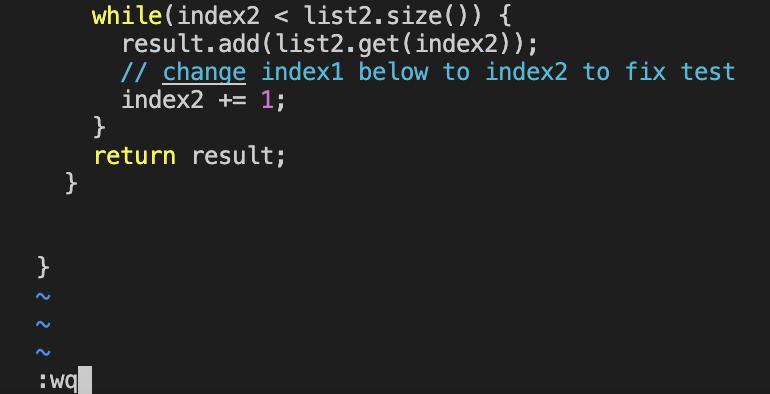 while(index2 < list2.size()) {
result.add(list2.get(index2));
// change index1 below to index2 to fix test
index2 += 1;
}
return result;
}
}
~
~
~
:wq